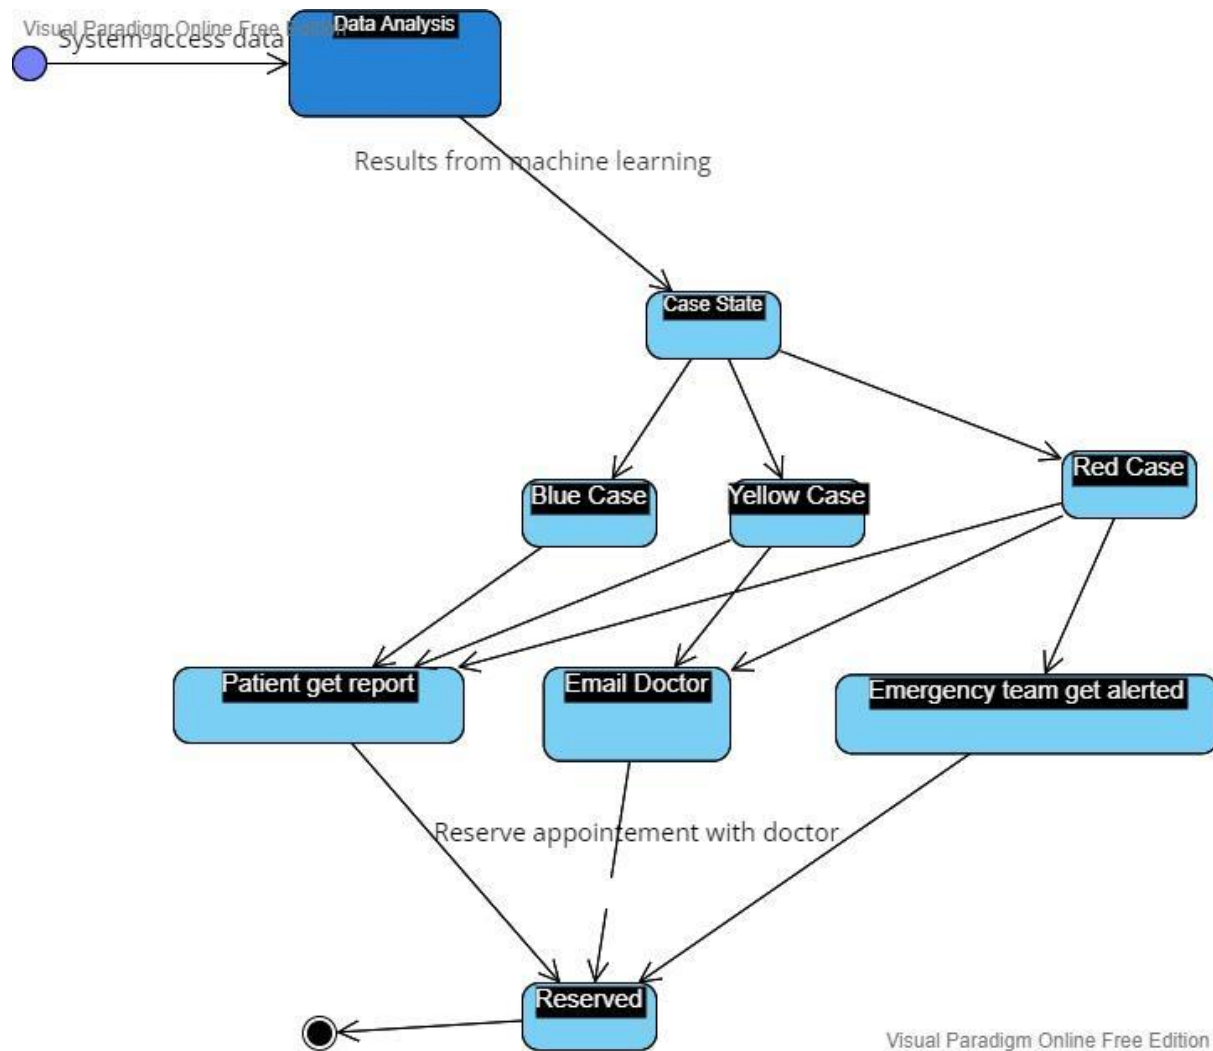 Visual Paradigm Online Free Edition
System access data
Data Analysis
Results from machine learning
Case State
Blue Case
Yellow Case
Red Case
Patient get report
Email Doctor
Emergency team get alerted
Reserve appointement with doctor
Reserved
Visual Paradigm Online Free Edition